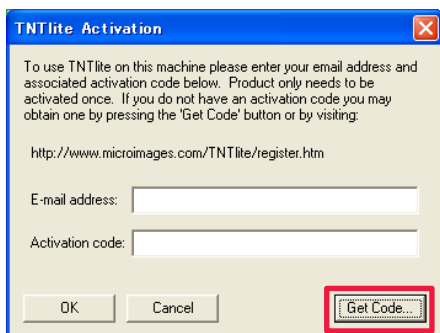 TNTlite Activation
To use TNTlite on this machine please enter your email address and
associated activation code below. Product only needs to be
activated once. If you do not have an activation code you may
obtain one by pressing the 'Get Code' button or by visiting:
http://www.microimages.com/TNTlite/register.htm
E-mail address:
Activation code:
OK Cancel Get Code...